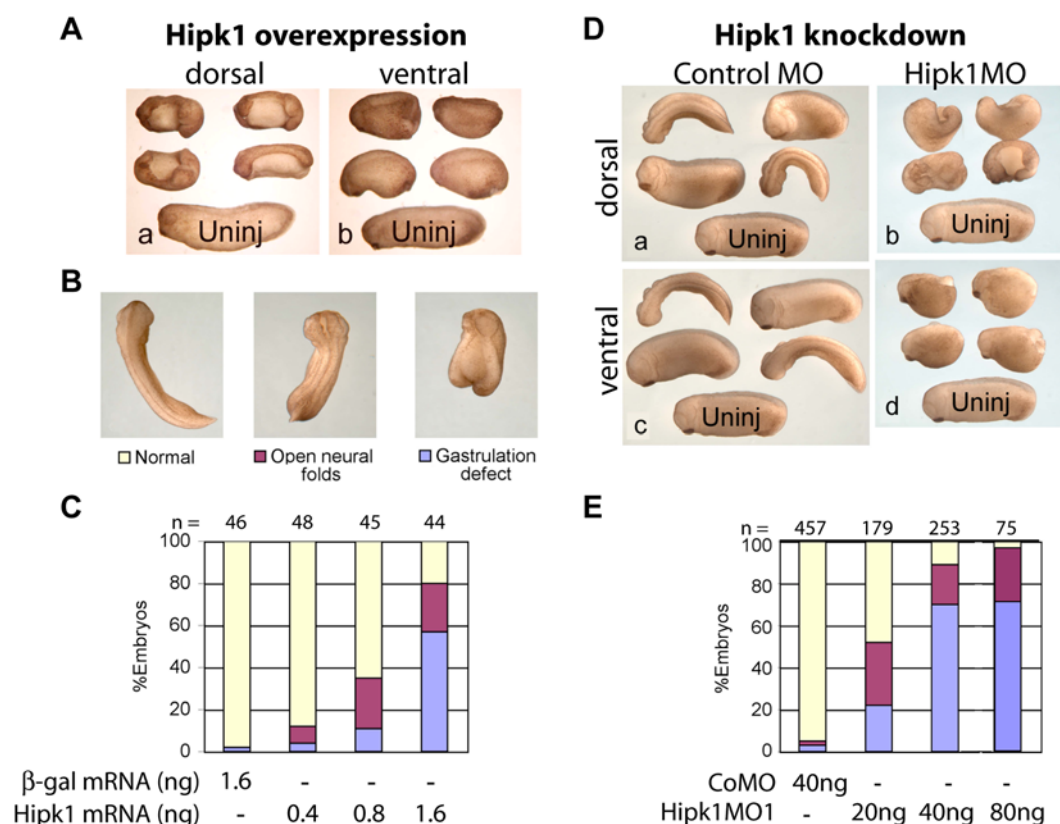 A
Hipk1 overexpression
dorsal ventral
a Uninj
b Uninj
B
Normal
Open neural
folds
Gastrulation
defect
C
n = 46 48 45 44
100
80
60
40
20
0
%Embryos
β-gal mRNA (ng) 1.6 - - -
Hipk1 mRNA (ng) - 0.4 0.8 1.6
D
Hipk1 knockdown
Control MO Hipk1MO
dorsal
a Uninj
b Uninj
ventral
c Uninj
d Uninj
E
n = 457 179 253 75
100
80
60
40
20
0
%Embryos
CoMO 40ng - - -
Hipk1MO1 - 20ng 40ng 80ng